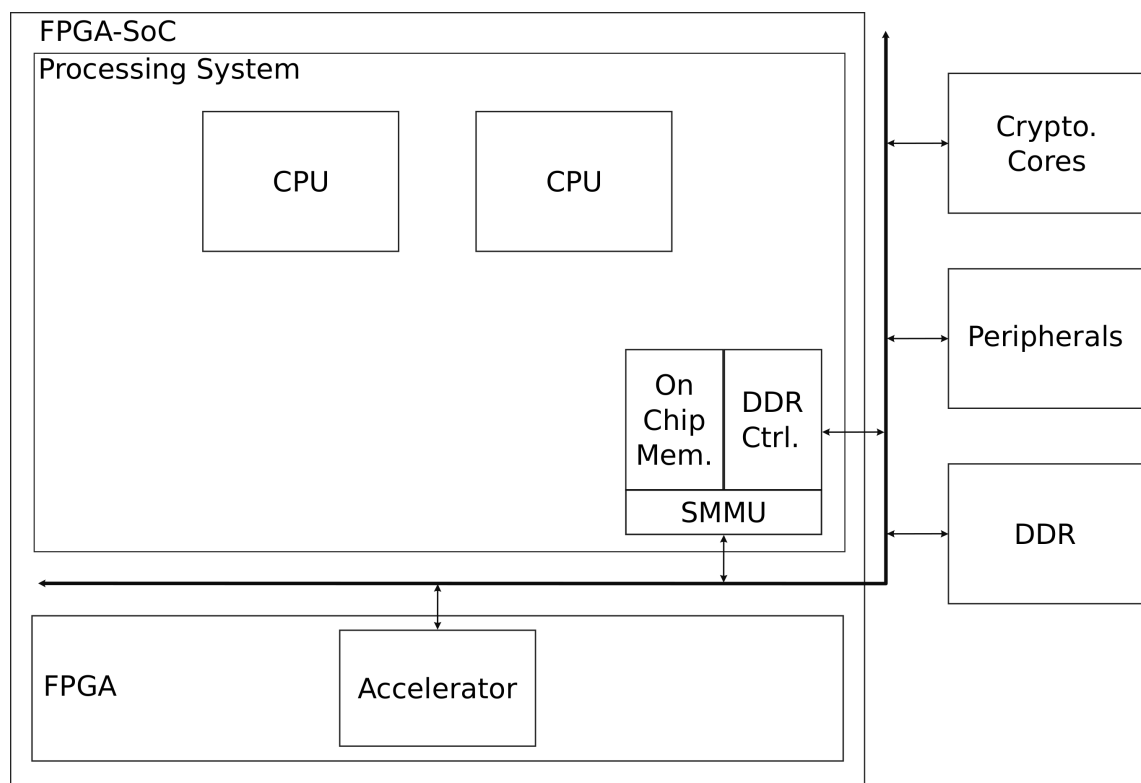 FPGA-SoC
Processing System
CPU
CPU
Crypto.
Cores
Peripherals
On
Chip
Mem.
DDR
Ctrl.
SMMU
DDR
FPGA
Accelerator